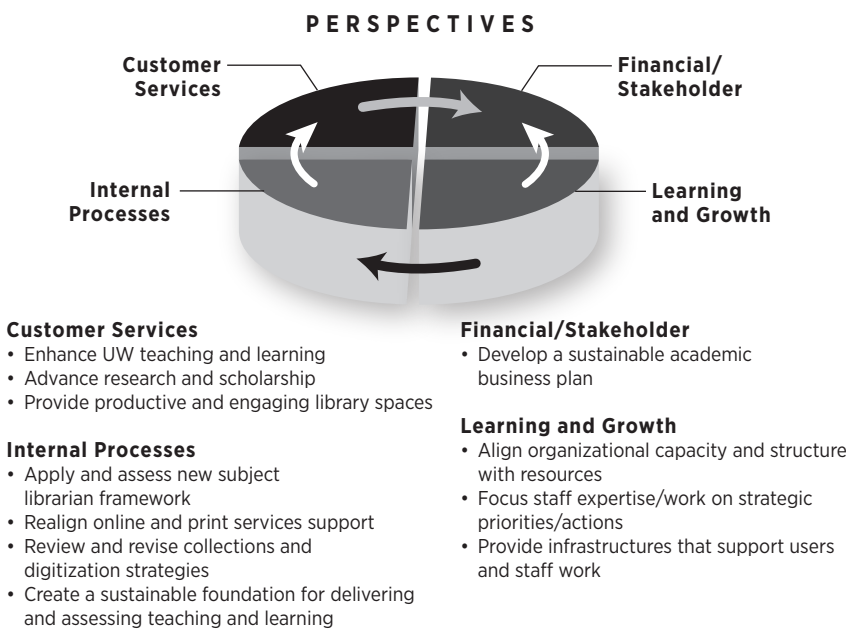 PERSPECTIVES
Customer
Services
Financial/
Stakeholder
Internal
Processes
Learning
and Growth
Customer Services
• Enhance UW teaching and learning
• Advance research and scholarship
• Provide productive and engaging library spaces
Internal Processes
• Apply and assess new subject
librarian framework
• Realign online and print services support
• Review and revise collections and
digitization strategies
• Create a sustainable foundation for delivering
and assessing teaching and learning
Financial/Stakeholder
• Develop a sustainable academic
business plan
Learning and Growth
• Align organizational capacity and structure
with resources
• Focus staff expertise/work on strategic
priorities/actions
• Provide infrastructures that support users
and staff work